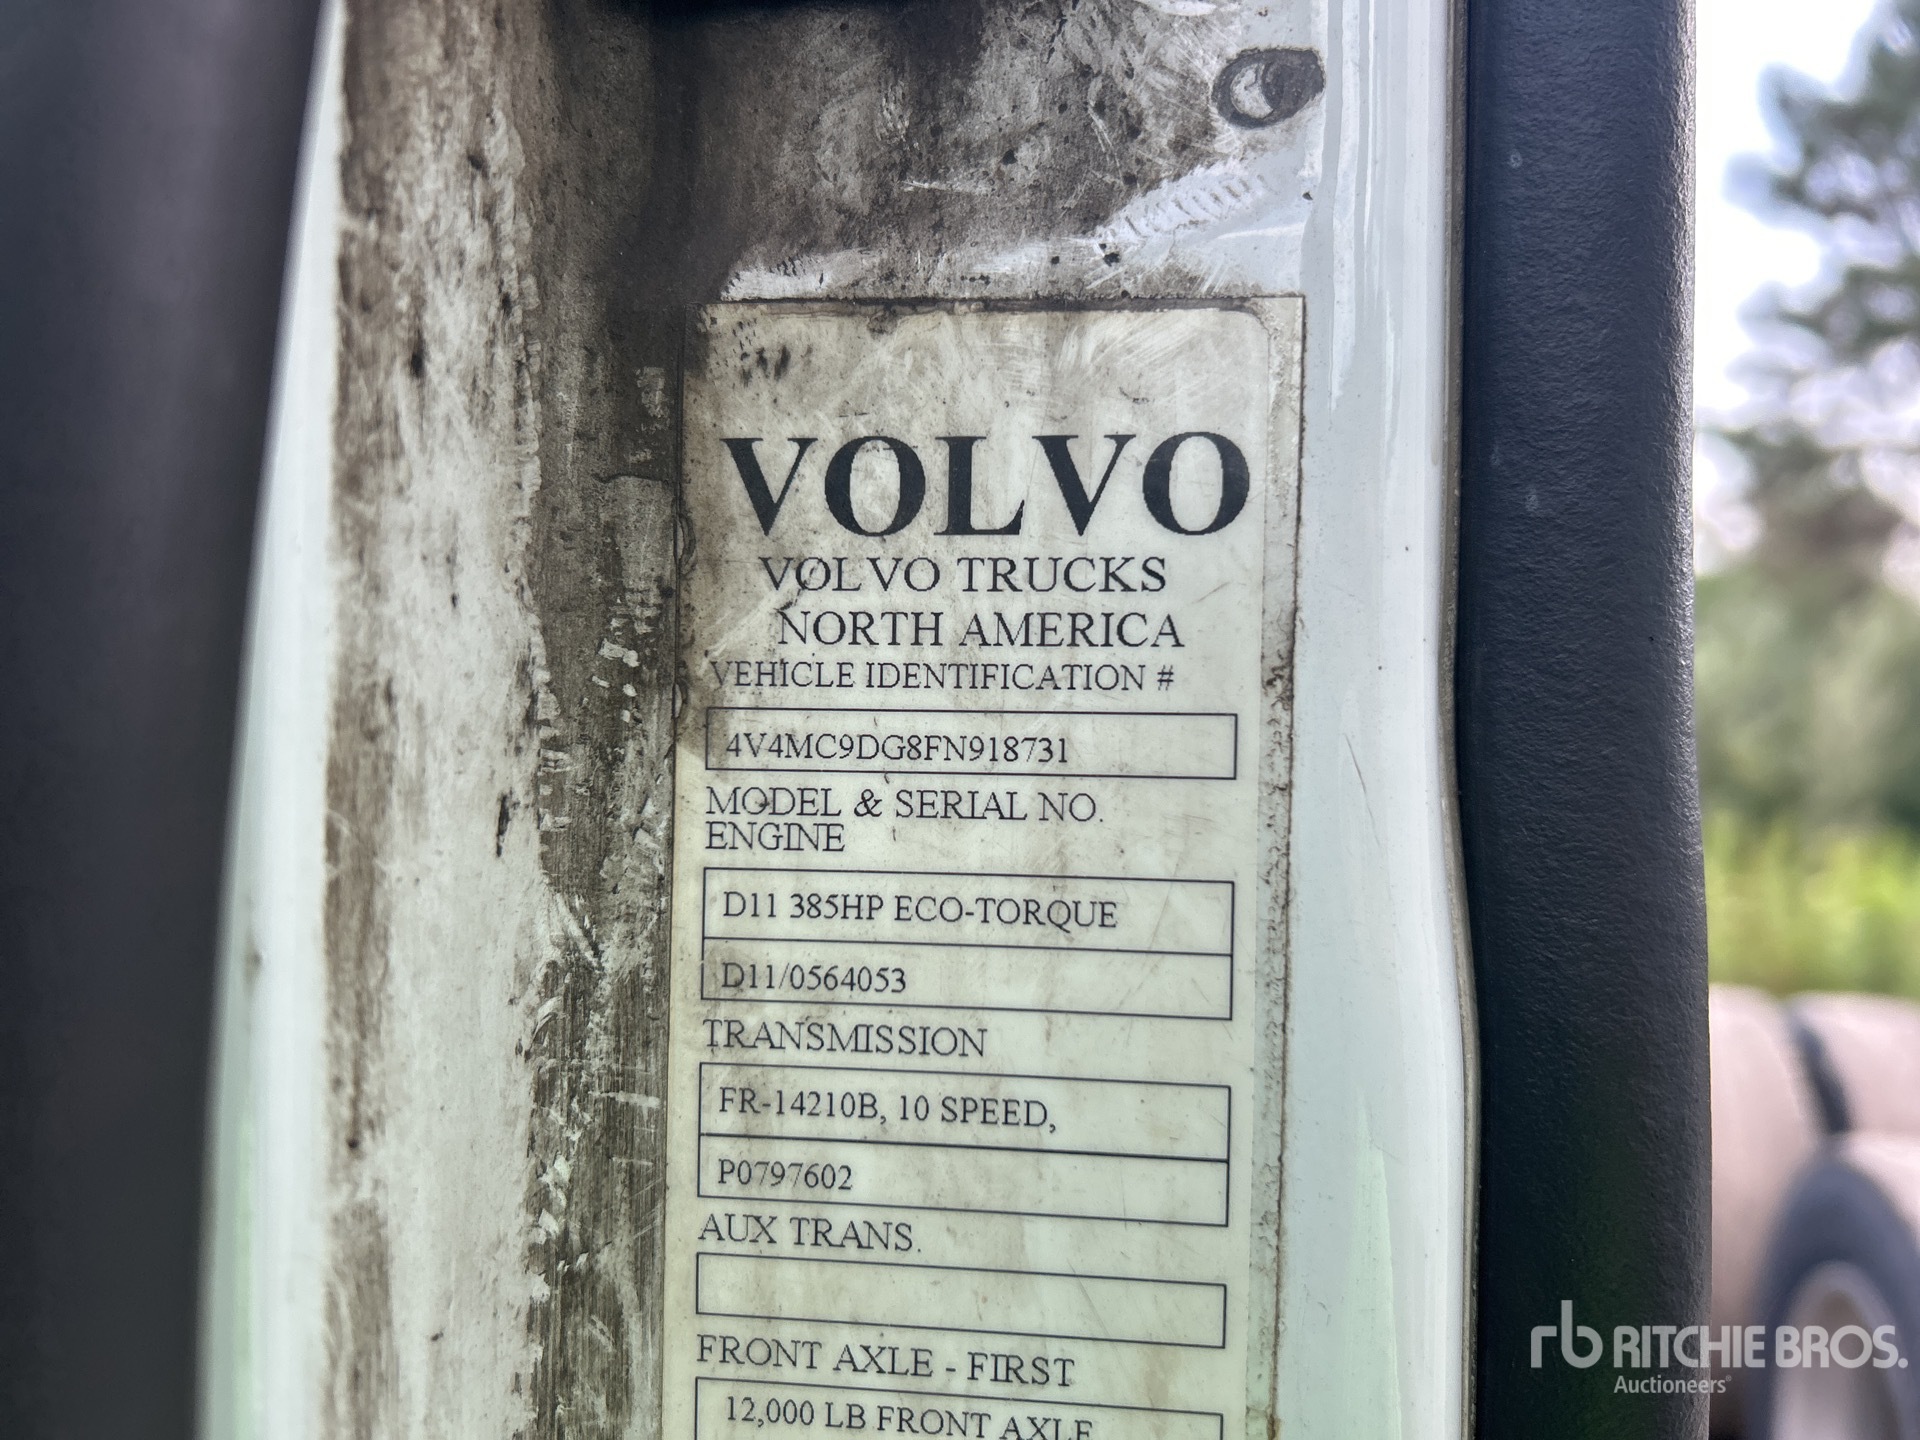 VOLVO
VOLVO TRUCKS
NORTH AMERICA
VEHICLE IDENTIFICATION #
4V4MC9DG8FN918731
MODEL & SERIAL NO.
ENGINE
D11 385HP ECO-TORQUE
D11/0564053
TRANSMISSION
FR-14210B, 10 SPEED,
P0797602
AUX TRANS.
FRONT AXLE - FIRST
12,000 LB FRONT AXLE
rb RITCHIE BROS.
Auctioneers